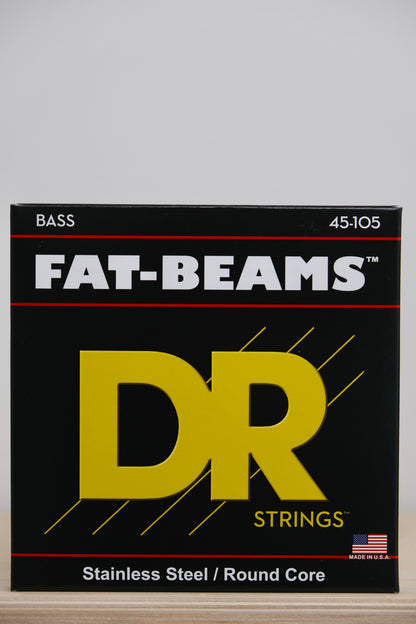 BASS 45-105
FAT-BEAMS™
DR
STRINGS™
MADE IN U.S.A.
Stainless Steel / Round Core